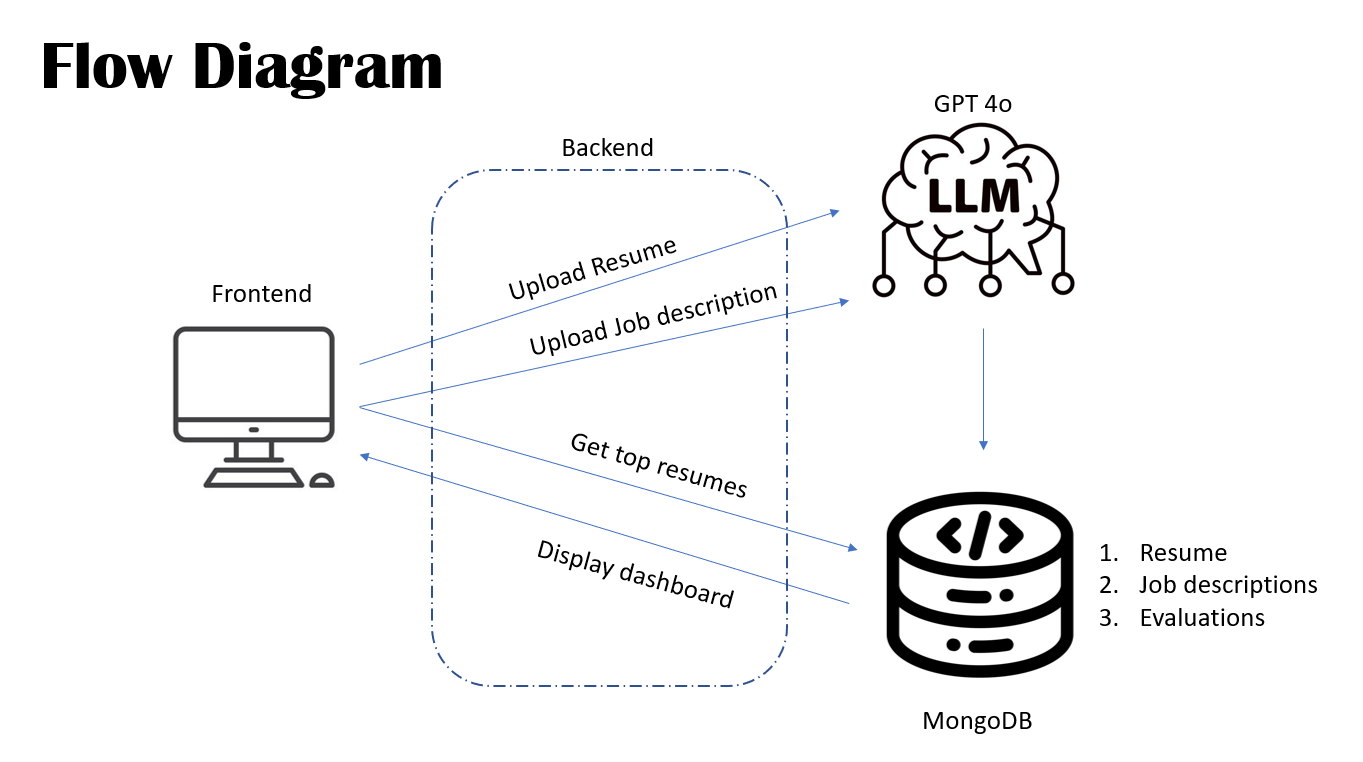 Flow Diagram
GPT 4o
LLM
Backend
Frontend
Upload Resume
Upload Job description
Get top resumes
Display dashboard
</>
1. Resume
2. Job descriptions
3. Evaluations
MongoDB